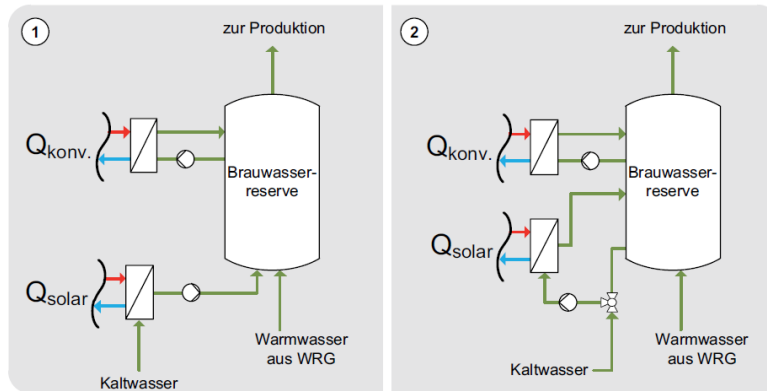 1
zur Produktion
Qkonv.
Brauwasser-
reserve
Qsolar
Warmwasser
aus WRG
Kaltwasser
2
zur Produktion
Qkonv.
Brauwasser-
reserve
Qsolar
Warmwasser
aus WRG
Kaltwasser